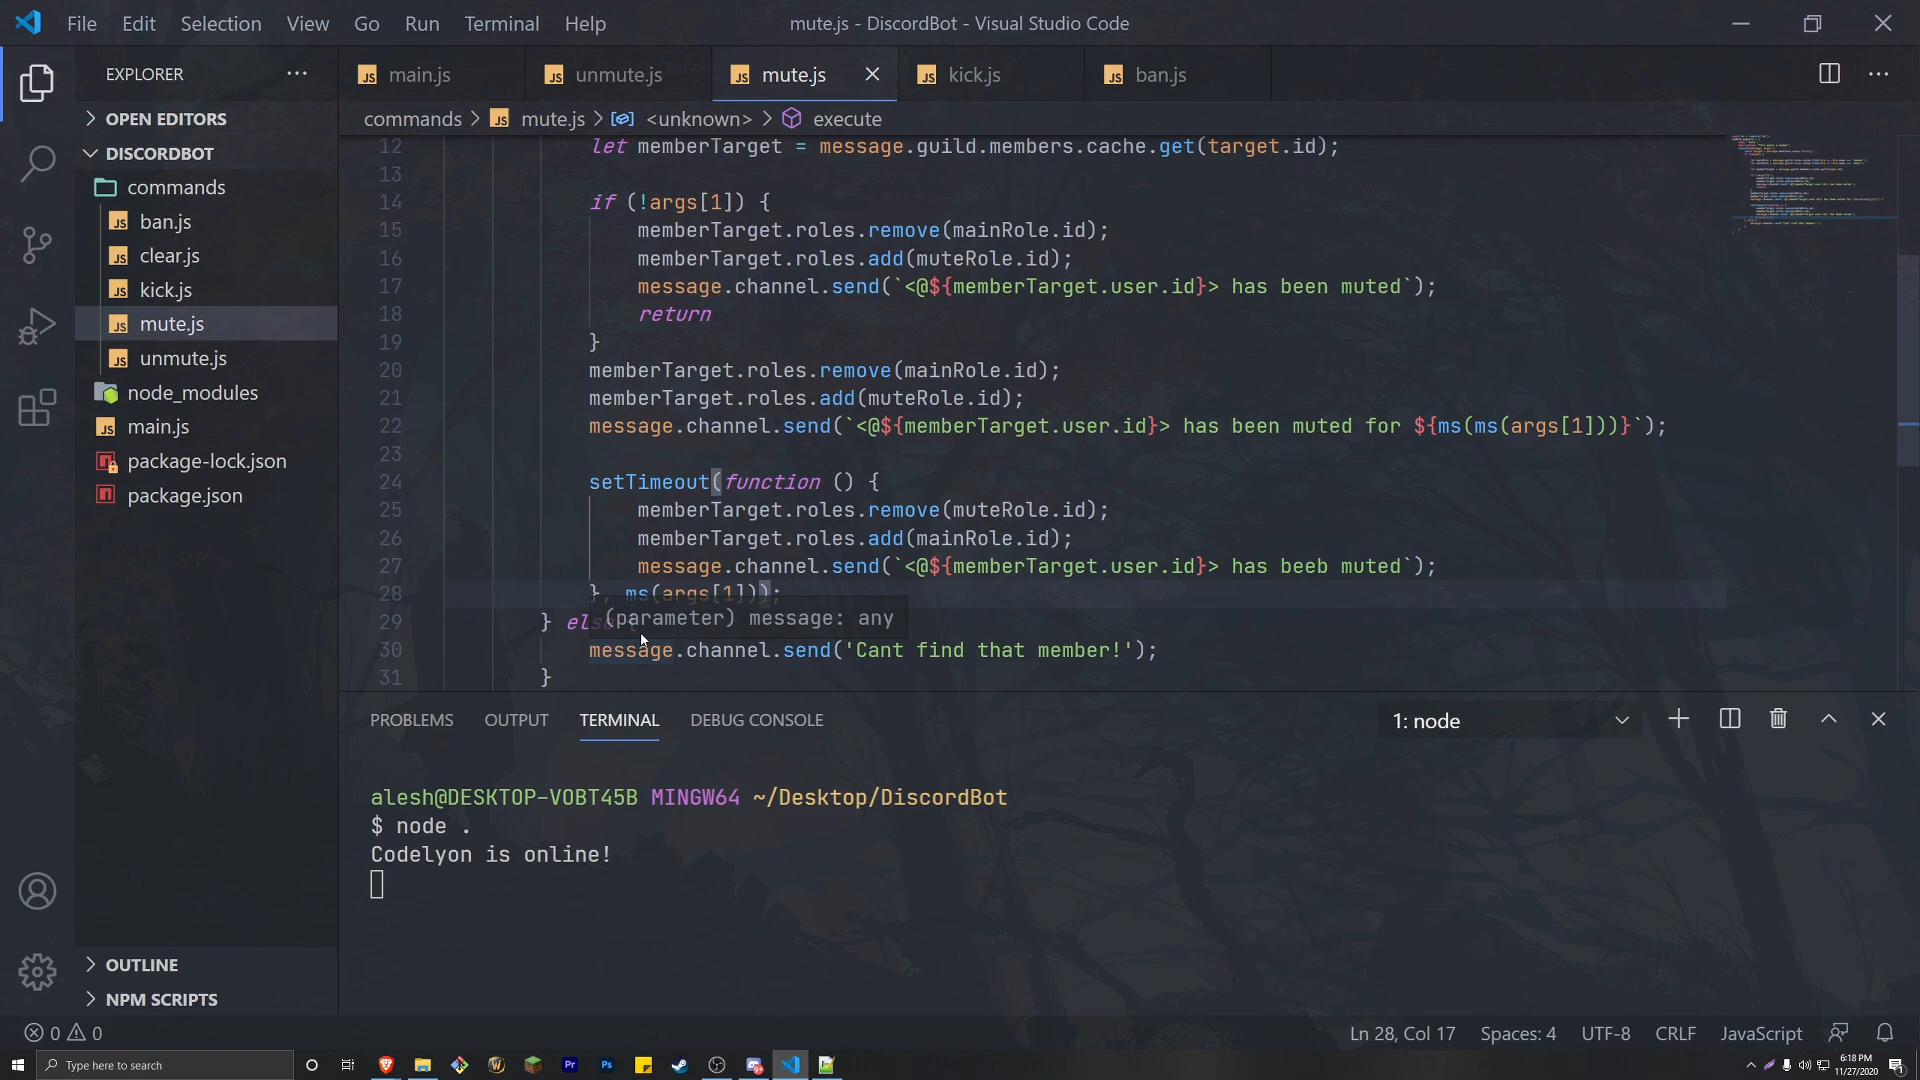 File Edit Selection View Go Run Terminal Help
mute.js - DiscordBot - Visual Studio Code
EXPLORER
main.js
unmute.js
mute.js
kick.js
ban.js
OPEN EDITORS
DISCORDBOT
commands
ban.js
clear.js
kick.js
mute.js
unmute.js
node_modules
main.js
package-lock.json
package.json
OUTLINE
NPM SCRIPTS
commands > JS mute.js > <unknown> > execute
12 let memberTarget = message.guild.members.cache.get(target.id);
13
14 if (!args[1]) {
15 memberTarget.roles.remove(mainRole.id);
16 memberTarget.roles.add(muteRole.id);
17 message.channel.send(`<@${memberTarget.user.id}> has been muted`);
18 return
19 }
20 memberTarget.roles.remove(mainRole.id);
21 memberTarget.roles.add(muteRole.id);
22 message.channel.send(`<@${memberTarget.user.id}> has been muted for ${ms(ms(args[1]))}`);
23
24 setTimeout(function () {
25 memberTarget.roles.remove(muteRole.id);
26 memberTarget.roles.add(mainRole.id);
27 message.channel.send(`<@${memberTarget.user.id}> has beeb muted`);
28 }, ms(args[1]));
29 } else {
(parameter) message: any
30 message.channel.send('Cant find that member!');
31 }
PROBLEMS OUTPUT TERMINAL DEBUG CONSOLE
1: node
alesh@DESKTOP-VOBT45B MINGW64 ~/Desktop/DiscordBot
$ node .
Codelyon is online!
0 0
Ln 28, Col 17 Spaces: 4 UTF-8 CRLF JavaScript
Type here to search
6:18 PM
11/27/2020